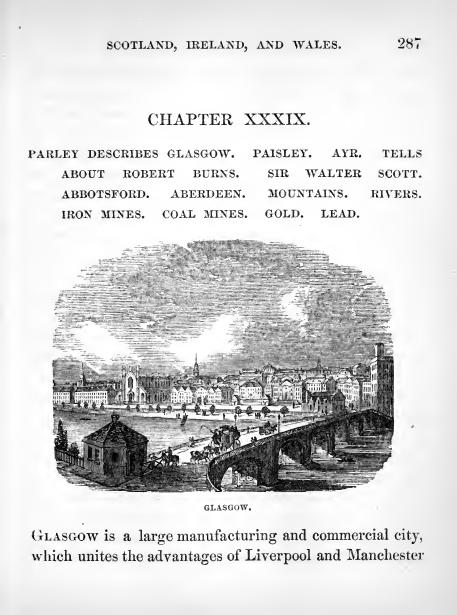 SCOTLAND, IRELAND, AND WALES. 287
CHAPTER XXXIX.
PARLEY DESCRIBES GLASGOW. PAISLEY. AYR. TELLS
ABOUT ROBERT BURNS. SIR WALTER SCOTT.
ABBOTSFORD. ABERDEEN. MOUNTAINS. RIVERS.
IRON MINES. COAL MINES. GOLD. LEAD.
GLASGOW.
GLASGOW is a large manufacturing and commercial city,
which unites the advantages of Liverpool and Manchester